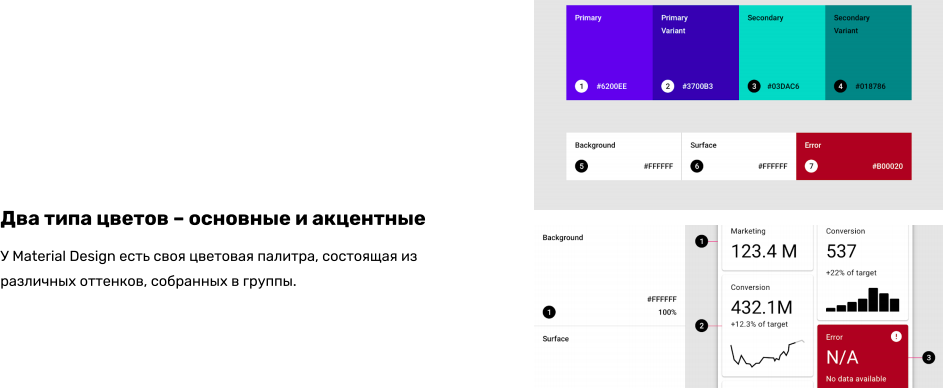 Два типа цветов – основные и акцентные
У Material Design есть своя цветовая палитра, состоящая из
различных оттенков, собранных в группы.
Primary
Primary
Variant
Secondary
Secondary
Variant
1 #6200EE
2 #3700B3
3 #03DAC6
4 #018786
Background
Surface
Error
5 #FFFFFF
6 #FFFFFF
7 #B00020
Background
#FFFFFF
1 100%
Surface
1
Marketing
123.4 M
Conversion
537
+22% of target
Conversion
432.1M
+12.3% of target
2
Error !
N/A
No data available
3